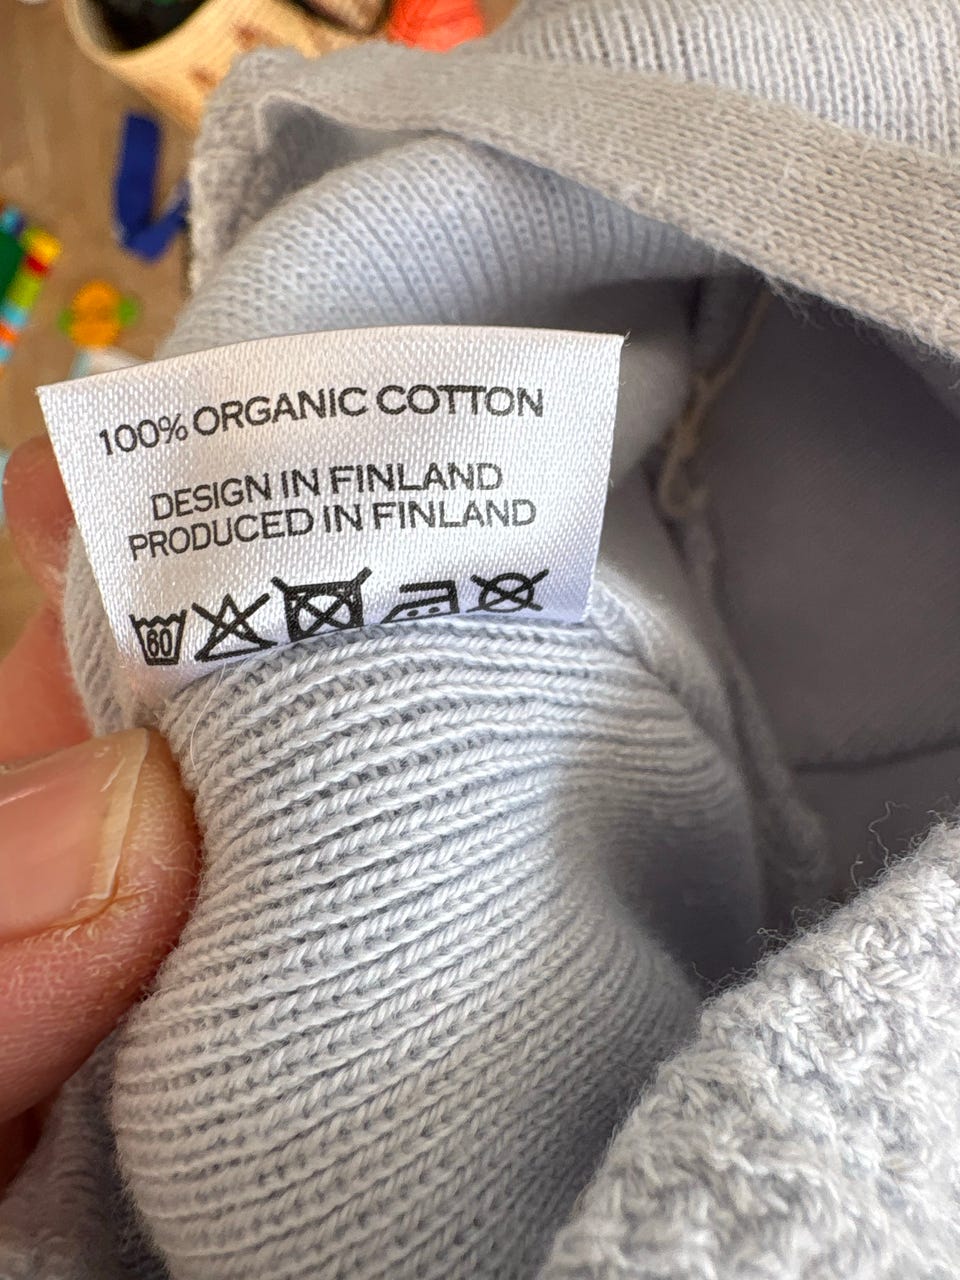 100% ORGANIC COTTON
DESIGN IN FINLAND
PRODUCED IN FINLAND
60